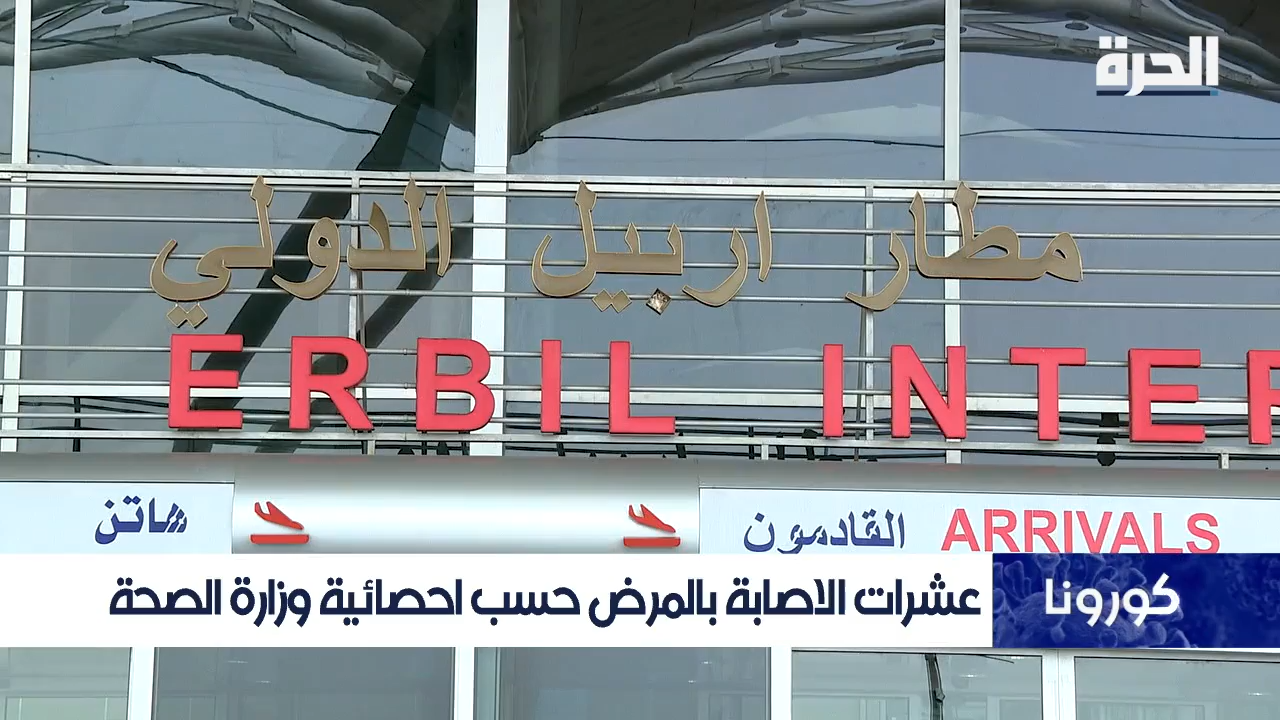 الحرة
مطار اربيل الدولي
ERBIL INTER
هاتن
القادمون ARRIVALS
كورونا
عشرات الاصابة بالمرض حسب احصائية وزارة الصحة